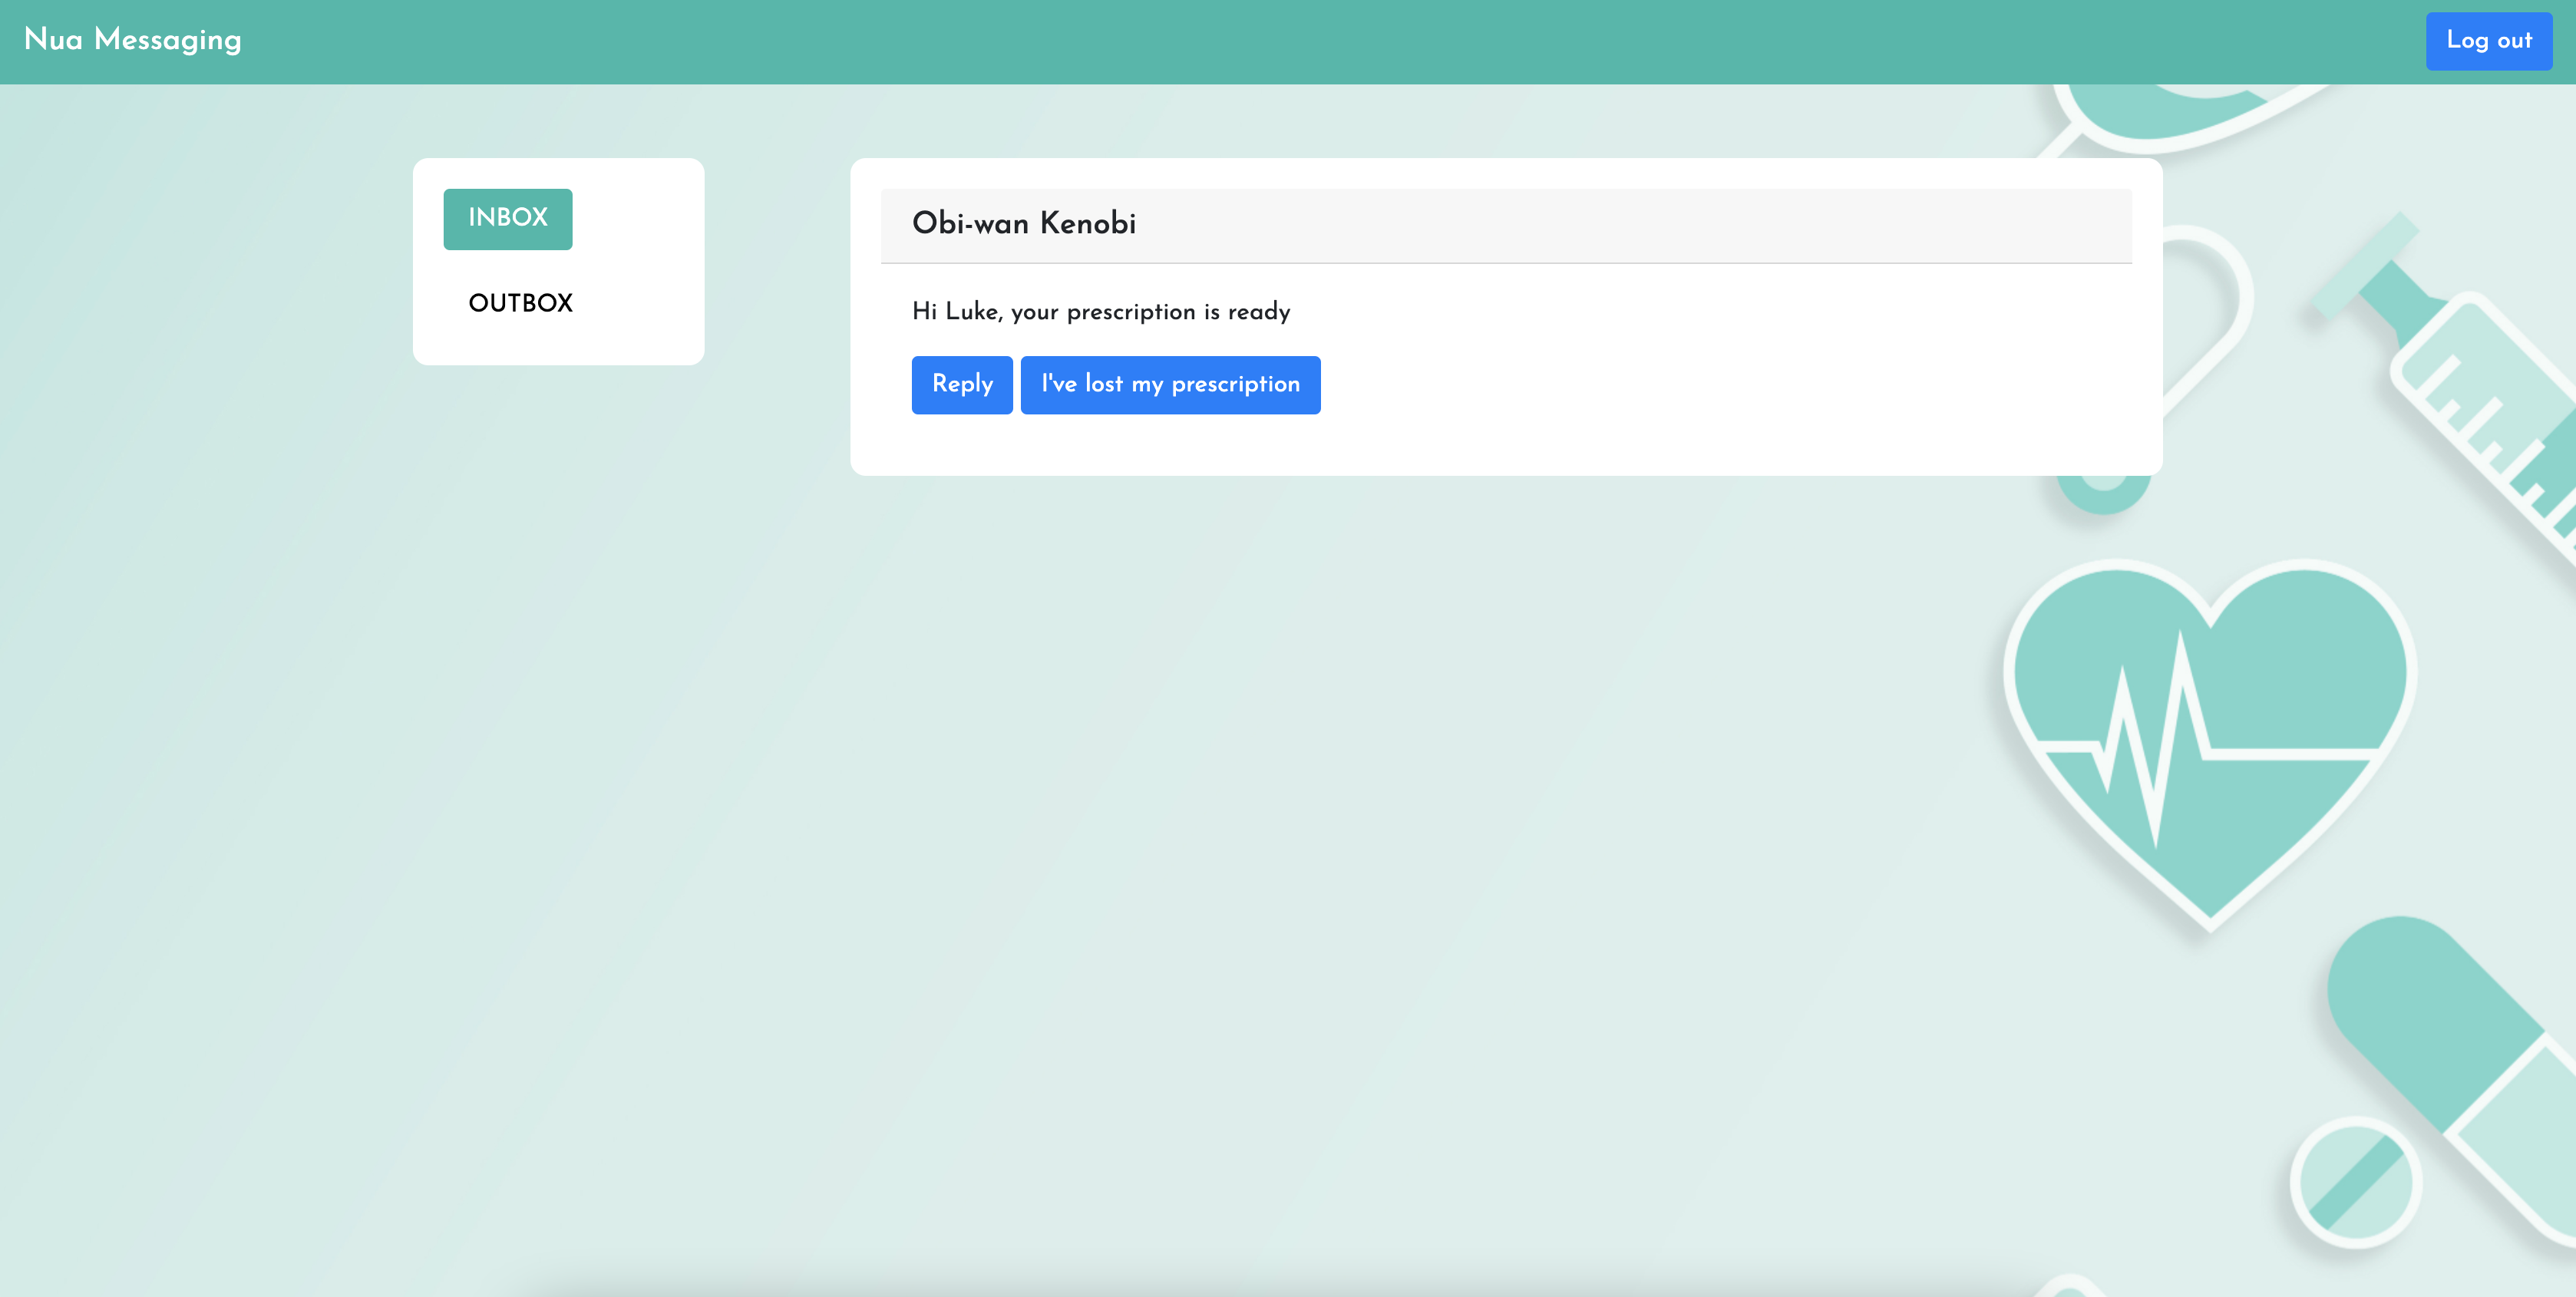 Nua Messaging
Log out
INBOX
OUTBOX
Obi-wan Kenobi
Hi Luke, your prescription is ready
Reply
I've lost my prescription